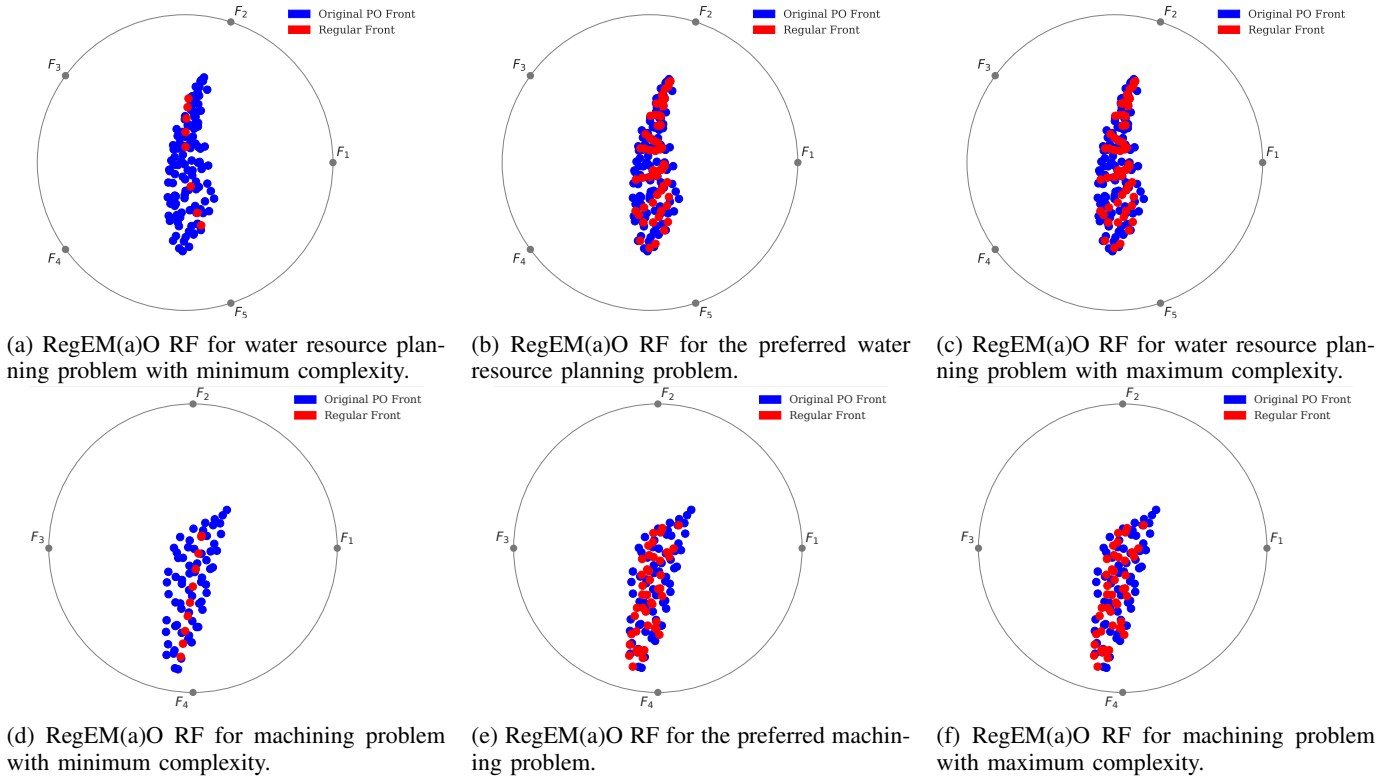 F2
Original PO Front
Regular Front
F3
F1
F4
F5
F2
Original PO Front
Regular Front
F3
F1
F4
F5
F2
Original PO Front
Regular Front
F3
F1
F4
F5
(a) RegEM(a)O RF for water resource plan-
ning problem with minimum complexity.
(b) RegEM(a)O RF for the preferred water
resource planning problem.
(c) RegEM(a)O RF for water resource plan-
ning problem with maximum complexity.
F2
Original PO Front
Regular Front
F3
F1
F4
F2
Original PO Front
Regular Front
F3
F1
F4
F2
Original PO Front
Regular Front
F3
F1
F4
(d) RegEM(a)O RF for machining problem
with minimum complexity.
(e) RegEM(a)O RF for the preferred machin-
ing problem.
(f) RegEM(a)O RF for machining problem
with maximum complexity.